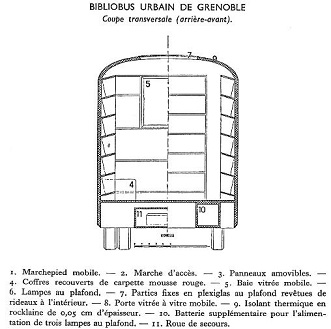 BIBLIOBUS URBAIN DE GRENOBLE
Coupe transversale (arrière-avant).
7
5
4
11
10
1. Marchepied mobile. — 2. Marche d'accès. — 3. Panneaux amovibles. —
4. Coffres recouverts de carpette mousse rouge. — 5. Baie vitrée mobile. —
6. Lampes au plafond. — 7. Parties fixes en plexiglas au plafond revêtues de
rideaux à l'intérieur. — 8. Porte vitrée à vitre mobile. — 9. Isolant thermique en
rocklaine de 0,05 cm d'épaisseur. — 10. Batterie supplémentaire pour l'alimen-
tation de trois lampes au plafond. — 11. Roue de secours.